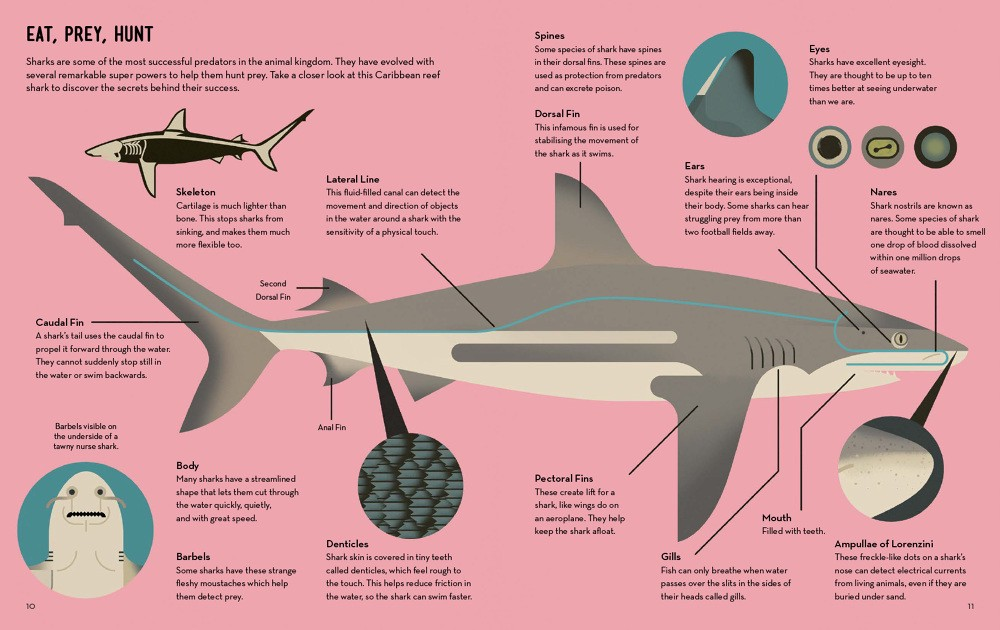 EAT, PREY, HUNT
Sharks are some of the most successful predators in the animal kingdom. They have evolved with
several remarkable super powers to help them hunt prey. Take a closer look at this Caribbean reef
shark to discover the secrets behind their success.
Skeleton
Cartilage is much lighter than
bone. This stops sharks from
sinking, and makes them much
more flexible too.
Lateral Line
This fluid-filled canal can detect the
movement and direction of objects
in the water around a shark with the
sensitivity of a physical touch.
Second
Dorsal Fin
Caudal Fin
A shark's tail uses the caudal fin to
propel it forward through the water.
They cannot suddenly stop still in
the water or swim backwards.
Anal Fin
Barbels visible on
the underside of a
tawny nurse shark.
Body
Many sharks have a streamlined
shape that lets them cut through
the water quickly, quietly,
and with great speed.
Barbels
Some sharks have these strange
fleshy moustaches which help
them detect prey.
Denticles
Shark skin is covered in tiny teeth
called denticles, which feel rough to
the touch. This helps reduce friction in
the water, so the shark can swim faster.
10
Spines
Some species of shark have spines
in their dorsal fins. These spines are
used as protection from predators
and can excrete poison.
Dorsal Fin
This infamous fin is used for
stabilising the movement of
the shark as it swims.
Eyes
Sharks have excellent eyesight.
They are thought to be up to ten
times better at seeing underwater
than we are.
Ears
Shark hearing is exceptional,
despite their ears being inside
their body. Some sharks can hear
struggling prey from more than
two football fields away.
Nares
Shark nostrils are known as
nares. Some species of shark
are thought to be able to smell
one drop of blood dissolved
within one million drops
of seawater.
Pectoral Fins
These create lift for a
shark, like wings do on
an aeroplane. They help
keep the shark afloat.
Mouth
Filled with teeth.
Gills
Fish can only breathe when water
passes over the slits in the sides of
their heads called gills.
Ampullae of Lorenzini
These freckle-like dots on a shark's
nose can detect electrical currents
from living animals, even if they are
buried under sand.
11